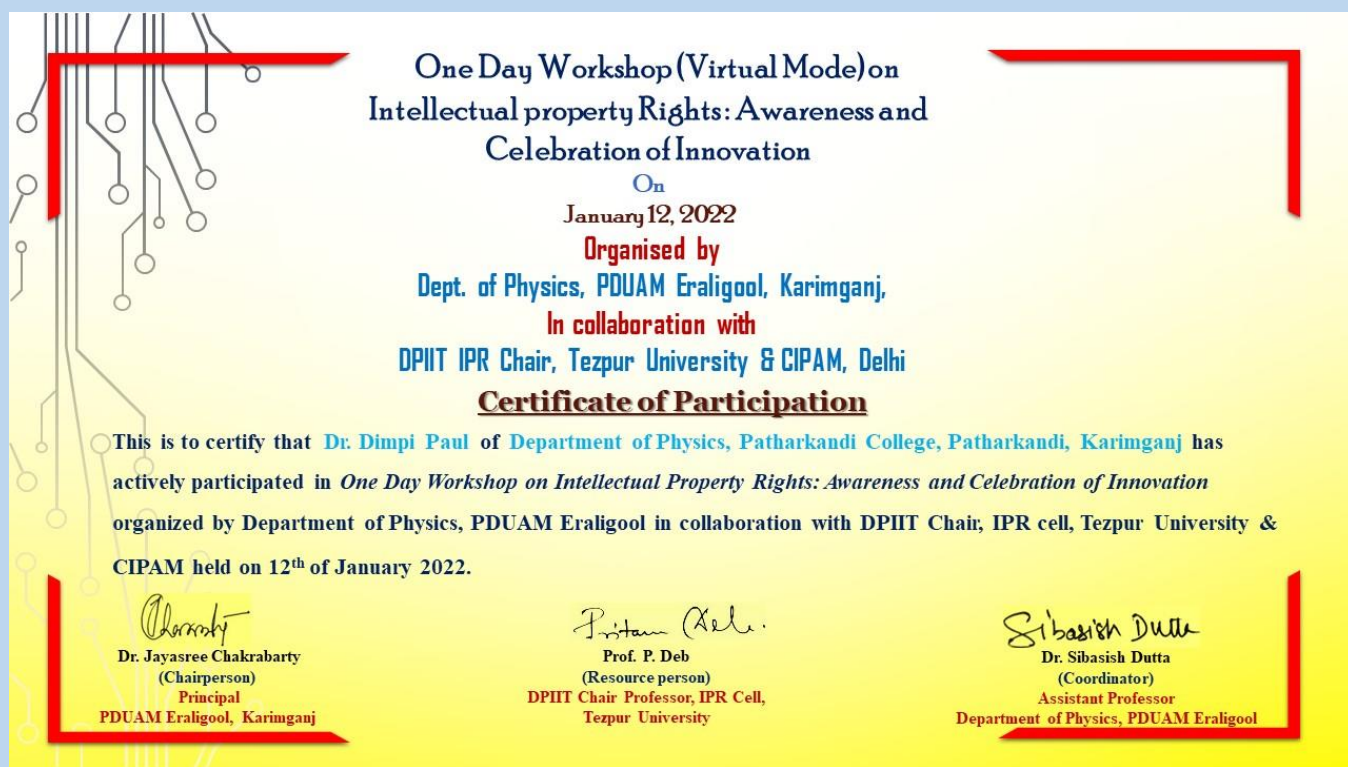 One Day Workshop (Virtual Mode) on
Intellectual property Rights: Awareness and
Celebration of Innovation
On
January 12, 2022
Organised by
Dept. of Physics, PDUAM Eraligool, Karimganj,
In collaboration with
DPIIT IPR Chair, Tezpur University & CIPAM, Delhi
Certificate of Participation
This is to certify that Dr. Dimpi Paul of Department of Physics, Patharkandi College, Patharkandi, Karimganj has
actively participated in One Day Workshop on Intellectual Property Rights: Awareness and Celebration of Innovation
organized by Department of Physics, PDUAM Eraligool in collaboration with DPIIT Chair, IPR cell, Tezpur University &
CIPAM held on 12th of January 2022.
Pritam Deb.
Sibasish Dutta
Dr. Jayasree Chakrabarty
(Chairperson)
Principal
PDUAM Eraligool, Karimganj
Prof. P. Deb
(Resource person)
DPIIT Chair Professor, IPR Cell,
Tezpur University
Dr. Sibasish Dutta
(Coordinator)
Assistant Professor
Department of Physics, PDUAM Eraligool